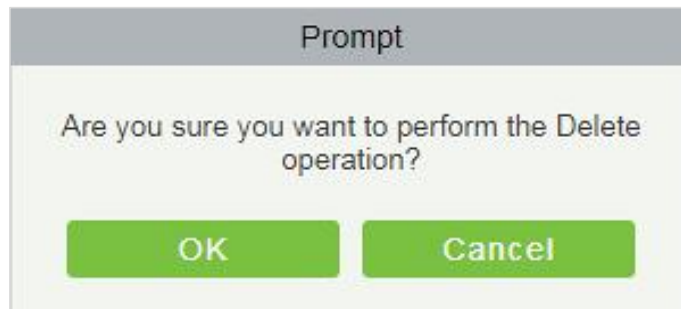 Prompt
Are you sure you want to perform the Delete
operation?
OK
Cancel